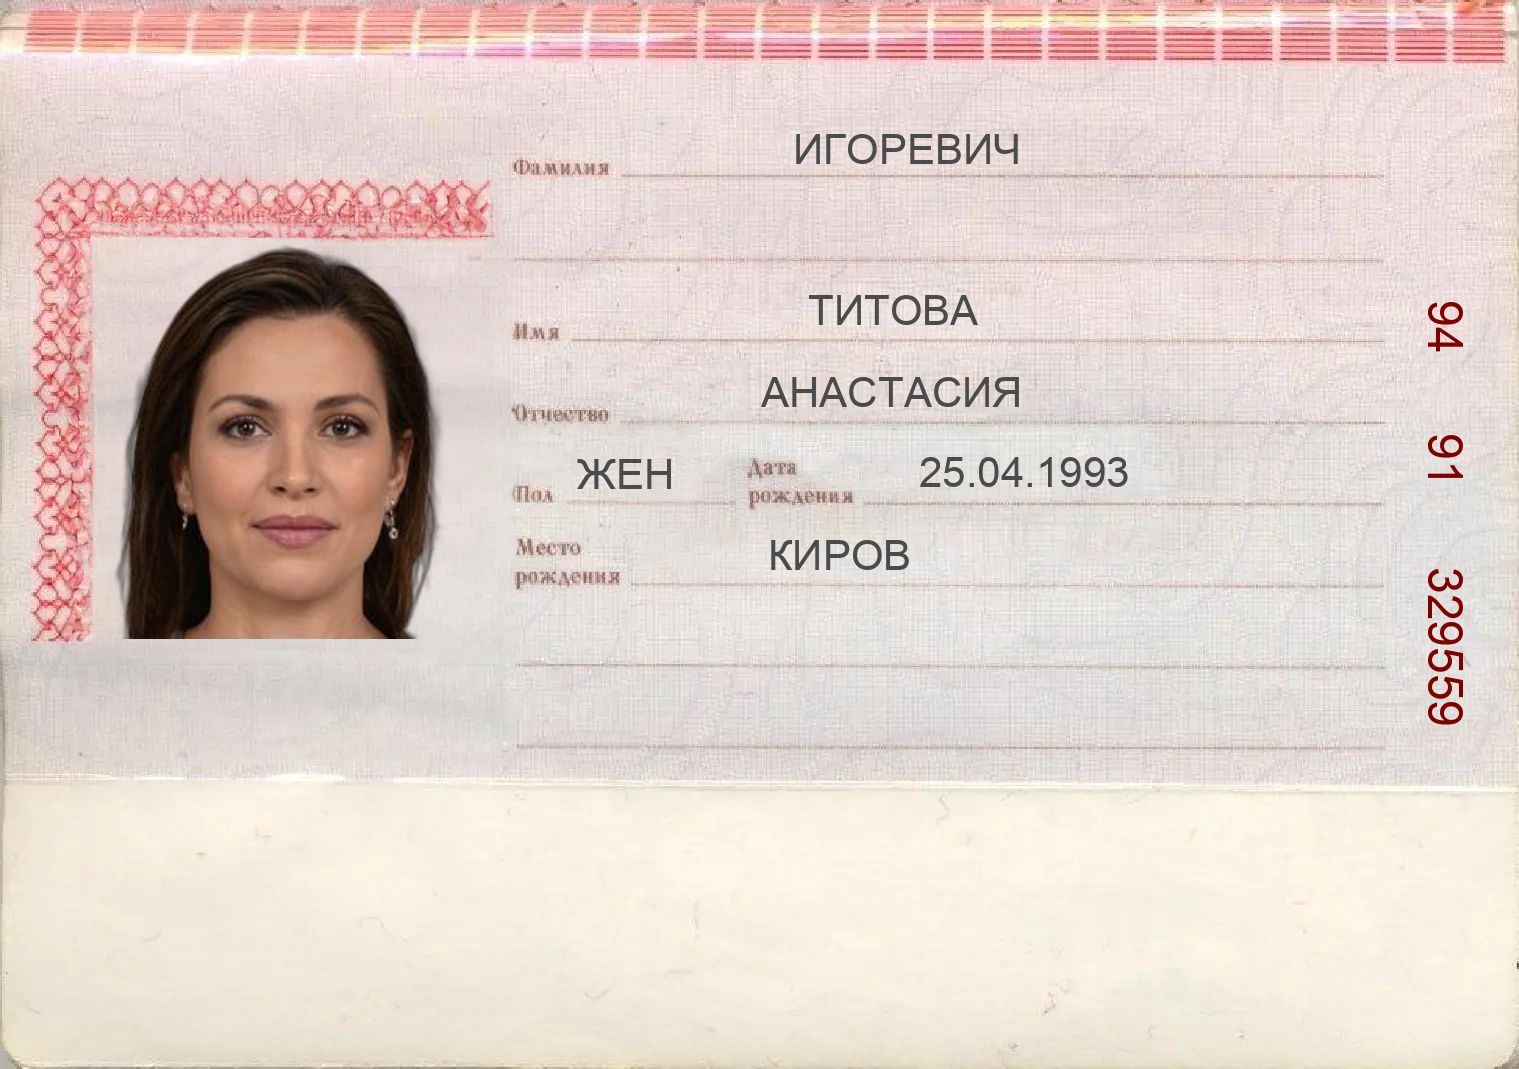 Фамилия ИГОРЕВИЧ
Имя ТИТОВА
Отчество АНАСТАСИЯ
Пол ЖЕН Дата рождения 25.04.1993
Место рождения КИРОВ
94 91 329559